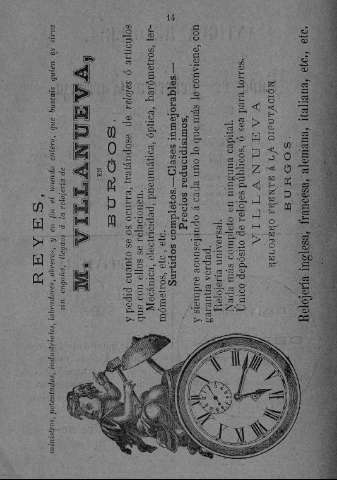 14
REYES,
ministros, potentados, industriales, labradores, obreros, y en fin el mundo entero, que buscais quien os sirva
sin engaños, llegaos á la relojería de
M. VILLANUEVA,
EN
BURGOS.
y pedid cuanto se os ocurra, tratándose de relojes ó artículos
que con ellos se relacionen.
Mecánica, electricidad, pneumática, óptica, barómetros, ter-
mómetros, etc., etc.
Surtidos completos.—Clases inmejorables.—
Precios reducidísimos,
y siempre aconsejando á cada uno lo que más le conviene, con
garantía verdad.
Relojería universal.
Nada más completo en ninguna capital.
Unico depósito de relojes públicos, ó sea para torres.
VILLANUEVA
RELOJERO FRENTE Á LA DIPUTACIÓN
BURGOS
Relojería inglesa, francesa, alemana, italiana, etc., etc.